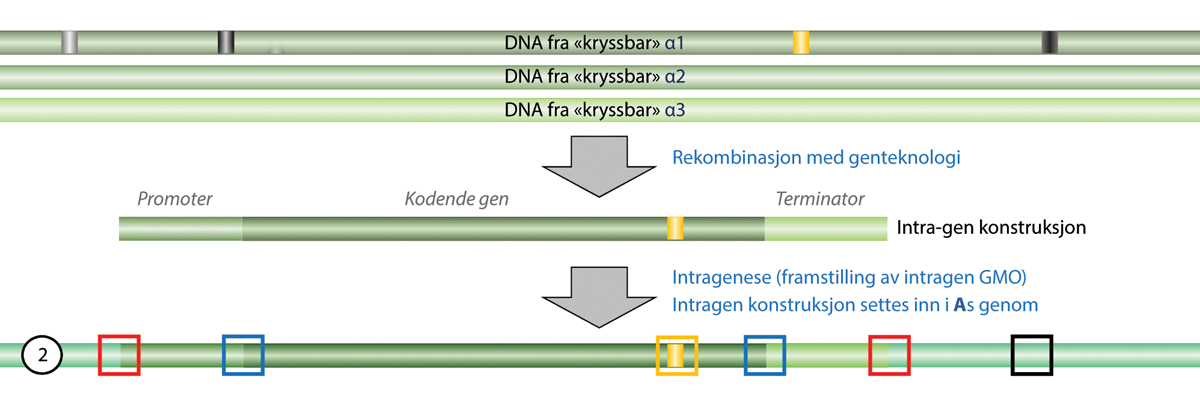 DNA fra «kryssbar» α1
DNA fra «kryssbar» α2
DNA fra «kryssbar» α3
Rekombinasjon med genteknologi
Promoter Kodende gen Terminator
Intra-gen konstruksjon
Intragenese (framstilling av intragen GMO)
Intragen konstruksjon settes inn i As genom
2